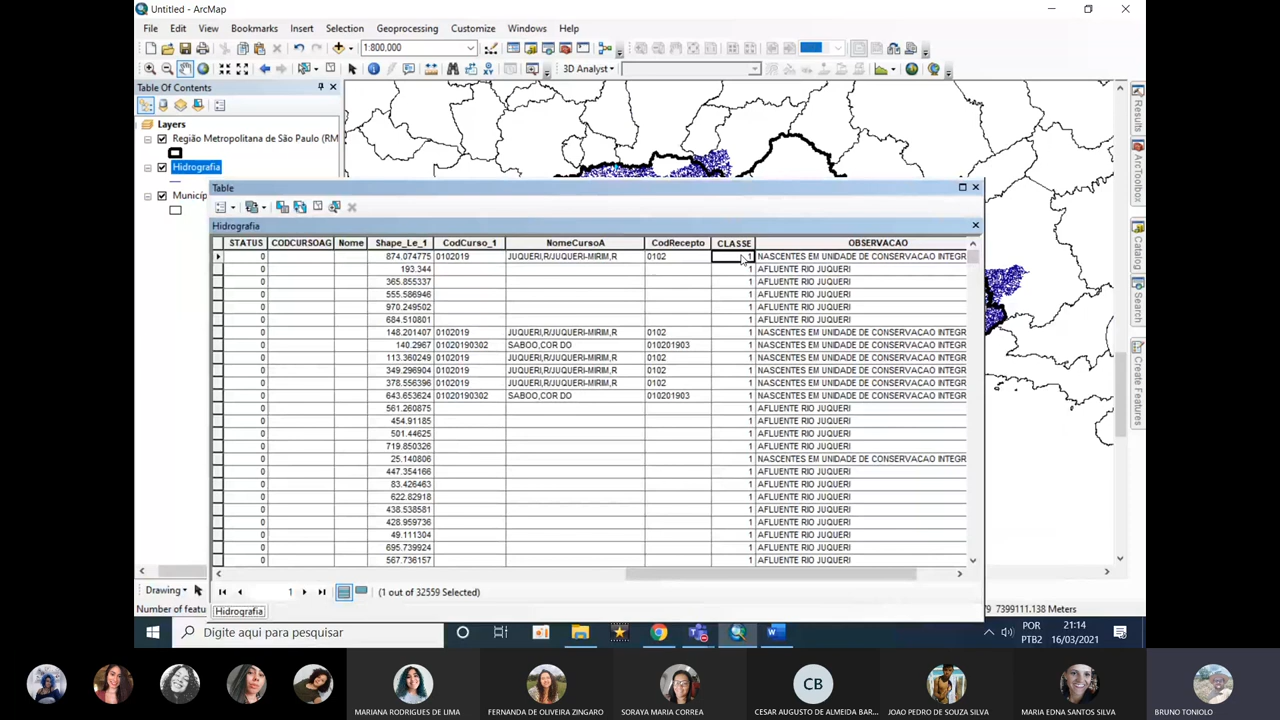 Untitled - ArcMap
File Edit View Bookmarks Insert Selection Geoprocessing Customize Windows Help
1:800.000
3D Analyst
Table Of Contents
Layers
Região Metropolitana de São Paulo (RM
Hidrografia
Municíp
Results
ArcToolbox
Catalog
Search
Create Features
Table
Hidrografia
STATUS CODCURSOAG Nome Shape_Le_1 CodCurso_1 NomeCursoA CodRecepto CLASSE OBSERVACAO
0 874.074775 0102019 JUQUERI,R/JUQUERI-MIRIM,R 0102 1 NASCENTES EM UNIDADE DE CONSERVACAO INTEGR
0 193.344 1 AFLUENTE RIO JUQUERI
0 365.855337 1 AFLUENTE RIO JUQUERI
0 555.586946 1 AFLUENTE RIO JUQUERI
0 970.249502 1 AFLUENTE RIO JUQUERI
0 684.510801 1 AFLUENTE RIO JUQUERI
0 148.201407 0102019 JUQUERI,R/JUQUERI-MIRIM,R 0102 1 NASCENTES EM UNIDADE DE CONSERVACAO INTEGR
0 140.2967 01020190302 SABOO,COR DO 010201903 1 NASCENTES EM UNIDADE DE CONSERVACAO INTEGR
0 113.360249 0102019 JUQUERI,R/JUQUERI-MIRIM,R 0102 1 NASCENTES EM UNIDADE DE CONSERVACAO INTEGR
0 349.296904 0102019 JUQUERI,R/JUQUERI-MIRIM,R 0102 1 NASCENTES EM UNIDADE DE CONSERVACAO INTEGR
0 378.556396 0102019 JUQUERI,R/JUQUERI-MIRIM,R 0102 1 NASCENTES EM UNIDADE DE CONSERVACAO INTEGR
0 643.653624 01020190302 SABOO,COR DO 010201903 1 NASCENTES EM UNIDADE DE CONSERVACAO INTEGR
0 561.260875 1 AFLUENTE RIO JUQUERI
0 454.91185 1 AFLUENTE RIO JUQUERI
0 501.44625 1 AFLUENTE RIO JUQUERI
0 719.850326 1 AFLUENTE RIO JUQUERI
0 25.140806 1 NASCENTES EM UNIDADE DE CONSERVACAO INTEGR
0 447.354166 1 AFLUENTE RIO JUQUERI
0 83.426463 1 AFLUENTE RIO JUQUERI
0 622.82918 1 AFLUENTE RIO JUQUERI
0 438.538581 1 AFLUENTE RIO JUQUERI
0 428.959736 1 AFLUENTE RIO JUQUERI
0 49.111304 1 AFLUENTE RIO JUQUERI
0 695.739924 1 AFLUENTE RIO JUQUERI
0 567.736157 1 AFLUENTE RIO JUQUERI
1 (1 out of 32559 Selected)
Hidrografia
Drawing
Number of featu
79 7399111.138 Meters
Digite aqui para pesquisar
POR
PTB2
21:14
16/03/2021
MARIANA RODRIGUES DE LIMA
FERNANDA DE OLIVEIRA ZINGARO
SORAYA MARIA CORREA
CB
CESAR AUGUSTO DE ALMEIDA BAR...
JOAO PEDRO DE SOUZA SILVA
MARIA EDNA SANTOS SILVA
BRUNO TONIOLO